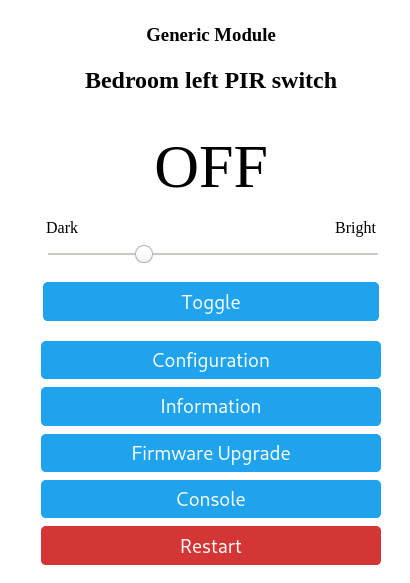 Generic Module
Bedroom left PIR switch
OFF
Dark Bright
Toggle
Configuration
Information
Firmware Upgrade
Console
Restart